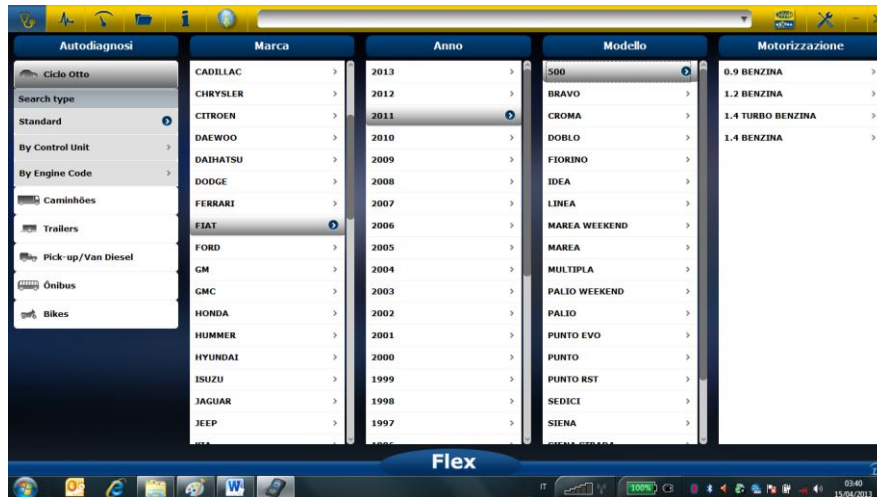 Autodiagnosi
Ciclo Otto
Search type
Standard
By Control Unit
By Engine Code
Caminhões
Trailers
Pick-up/Van Diesel
Ônibus
Bikes
Marca
CADILLAC
CHRYSLER
CITROEN
DAEWOO
DAIHATSU
DODGE
FERRARI
FIAT
FORD
GM
GMC
HONDA
HUMMER
HYUNDAI
ISUZU
JAGUAR
JEEP
Anno
2013
2012
2011
2010
2009
2008
2007
2006
2005
2004
2003
2002
2001
2000
1999
1998
1997
Modello
500
BRAVO
CROMA
DOBLO
FIORINO
IDEA
LINEA
MAREA WEEKEND
MAREA
MULTIPLA
PALIO WEEKEND
PALIO
PUNTO EVO
PUNTO
PUNTO RST
SEDICI
SIENA
Motorizzazione
0.9 BENZINA
1.2 BENZINA
1.4 TURBO BENZINA
1.4 BENZINA
Flex
IT
100%
03:40
15/04/2013